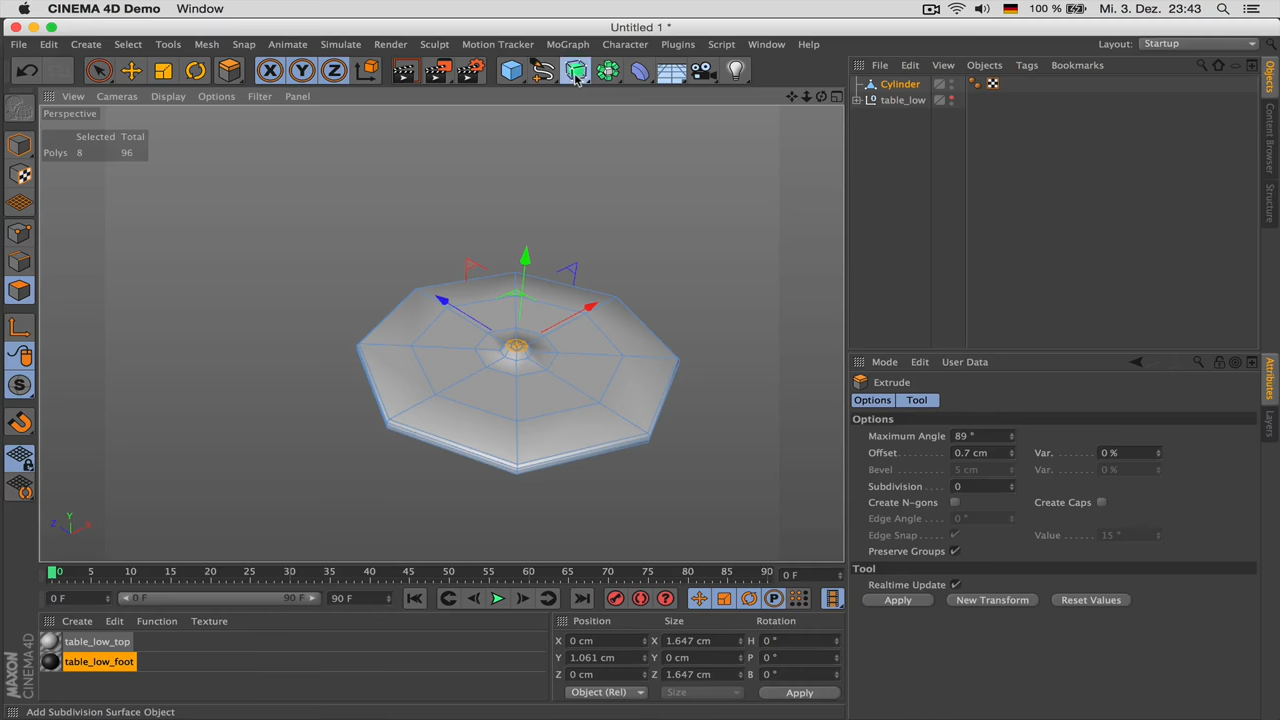 CINEMA 4D Demo Window 100 % Mi. 3. Dez. 23:43
Untitled 1 *
File Edit Create Select Tools Mesh Snap Animate Simulate Render Sculpt Motion Tracker MoGraph Character Plugins Script Window Help Layout: Startup
X Y Z
File Edit View Objects Tags Bookmarks
View Cameras Display Options Filter Panel
Perspective
Selected Total
Polys 8 96
Cylinder
table_low
Objects
Content Browser
Structure
Mode Edit User Data
Extrude
Options Tool
Options
Maximum Angle 89 °
Offset 0.7 cm Var. 0 %
Bevel 5 cm Var. 0 %
Subdivision 0
Create N-gons Create Caps
Edge Angle 0 °
Edge Snap Value 15 °
Preserve Groups
Tool
Realtime Update
Apply New Transform Reset Values
Attributes
Layers
S
Y
Z X
0 5 10 15 20 25 30 35 40 45 50 55 60 65 70 75 80 85 90 0 F
0 F 0 F 90 F 90 F P
Create Edit Function Texture
table_low_top
table_low_foot
Position Size Rotation
X 0 cm X 1.647 cm H 0 °
Y 1.061 cm Y 0 cm P 0 °
Z 0 cm Z 1.647 cm B 0 °
Object (Rel) Size Apply
MAXON CINEMA 4D
Add Subdivision Surface Object